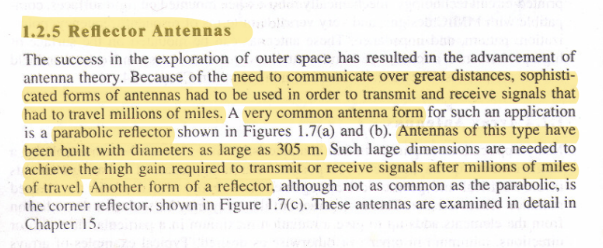 1.2.5 Reflector Antennas
The success in the exploration of outer space has resulted in the advancement of
antenna theory. Because of the need to communicate over great distances, sophisti-
cated forms of antennas had to be used in order to transmit and receive signals that
had to travel millions of miles. A very common antenna form for such an application
is a parabolic reflector shown in Figures 1.7(a) and (b). Antennas of this type have
been built with diameters as large as 305 m. Such large dimensions are needed to
achieve the high gain required to transmit or receive signals after millions of miles
of travel. Another form of a reflector, although not as common as the parabolic, is
the corner reflector, shown in Figure 1.7(c). These antennas are examined in detail in
Chapter 15.